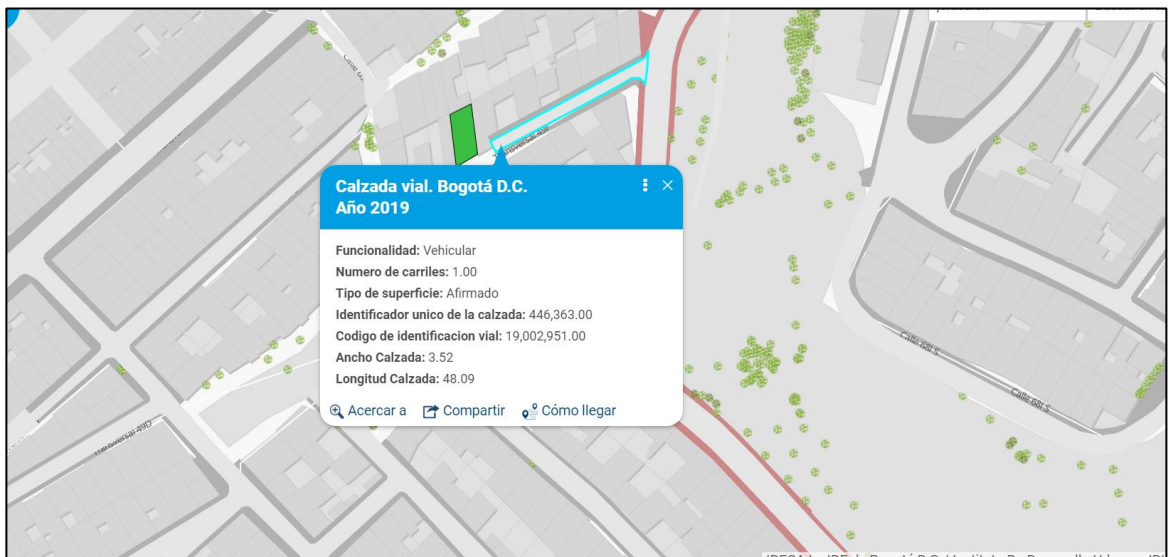 Transversal 49F
Calzada vial. Bogotá D.C.
Año 2019
Funcionalidad: Vehicular
Numero de carriles: 1.00
Tipo de superficie: Afirmado
Identificador unico de la calzada: 446,363.00
Codigo de identificacion vial: 19,002,951.00
Ancho Calzada: 3.52
Longitud Calzada: 48.09
Acercar a Compartir Cómo llegar
Calle 68I S
Calle 68I S
Transversal 49D